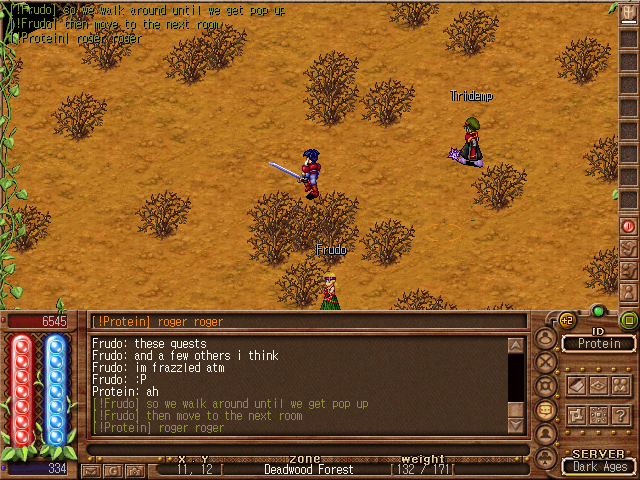 [!Frudo] so we walk around until we get pop up
[!Frudo] then move to the next room
[!Protein] roger roger
Tirindemp
Frudo
6545
[!Protein] roger roger
+2
ID
Protein
Frudo: these quests
Frudo: and a few others i think
Frudo: im frazzled atm
Frudo: :P
Protein: ah
[!Frudo] so we walk around until we get pop up
[!Frudo] then move to the next room
[!Protein] roger roger
?
334
G
x y zone weight
11, 12 Deadwood Forest 132 / 171
SERVER
Dark Ages